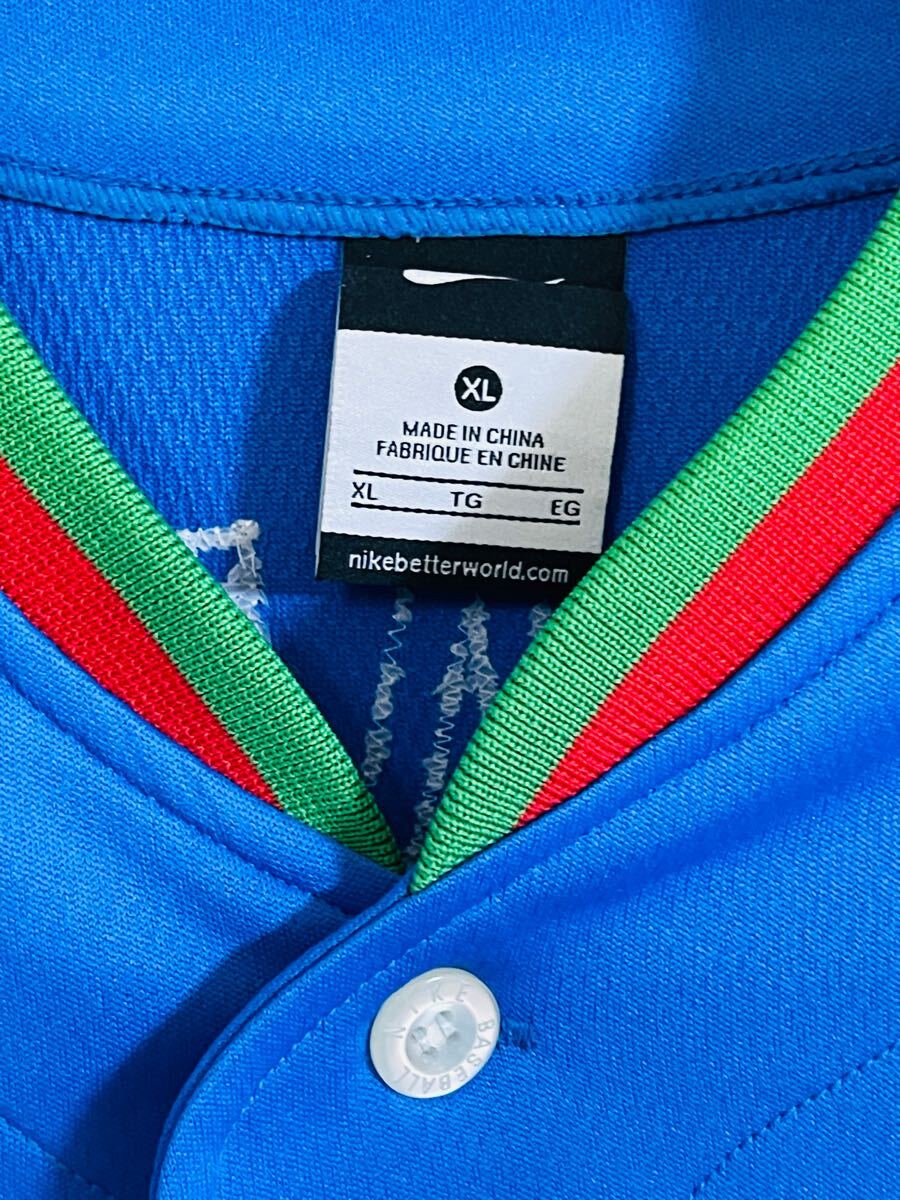 XL
MADE IN CHINA
FABRIQUE EN CHINE
XL TG EG
nikebetterworld.com
NIKE BASEBALL